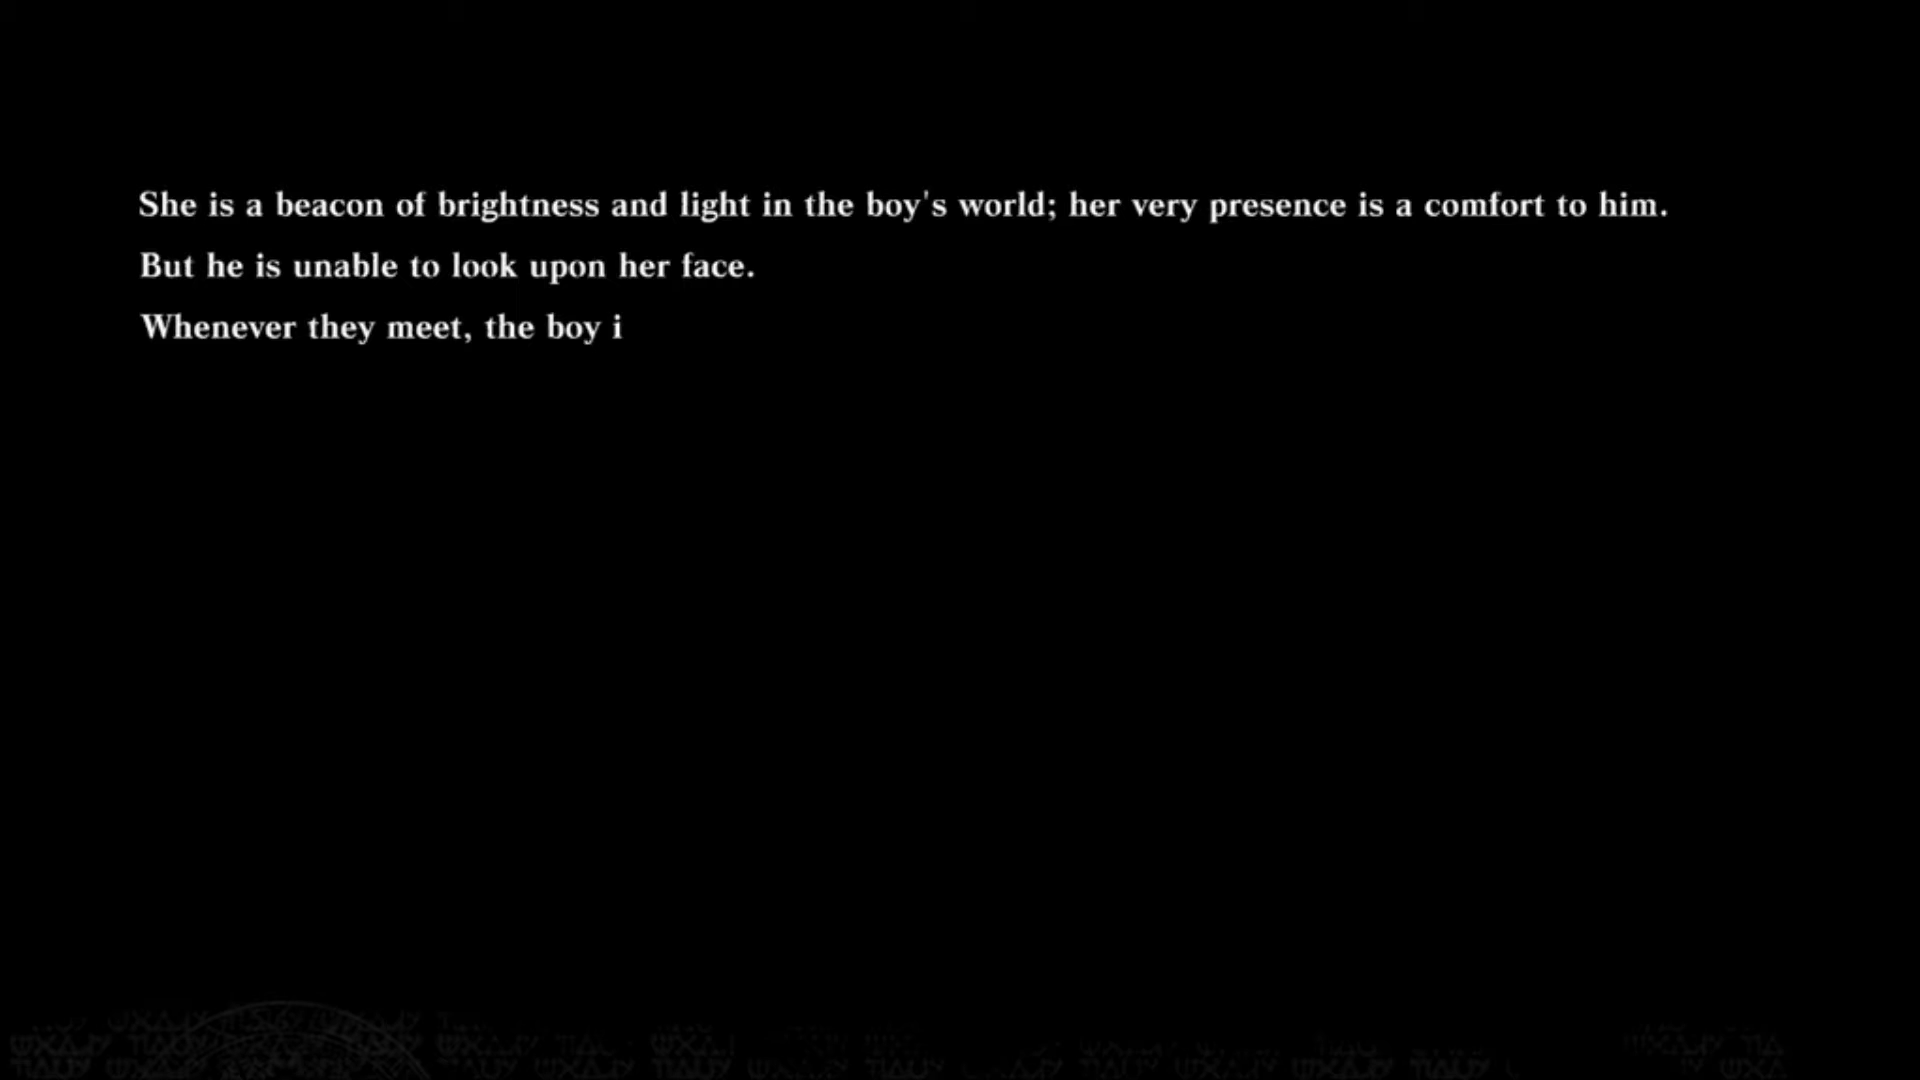 She is a beacon of brightness and light in the boy's world; her very presence is a comfort to him.
But he is unable to look upon her face.
Whenever they meet, the boy i